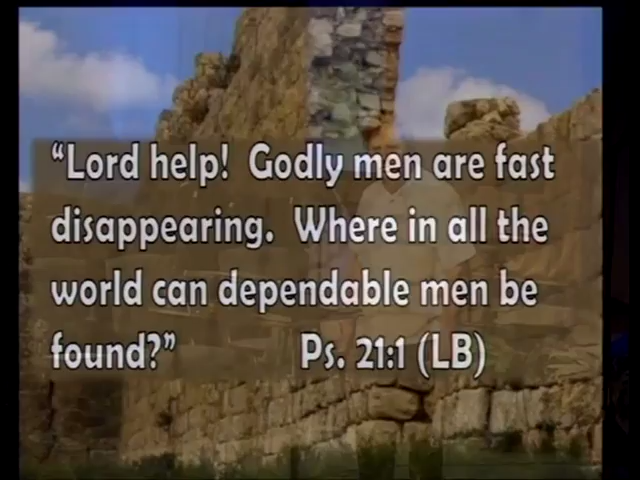 “Lord help!  Godly men are fast
disappearing.  Where in all the
world can dependable men be
found?”   Ps. 21:1 (LB)